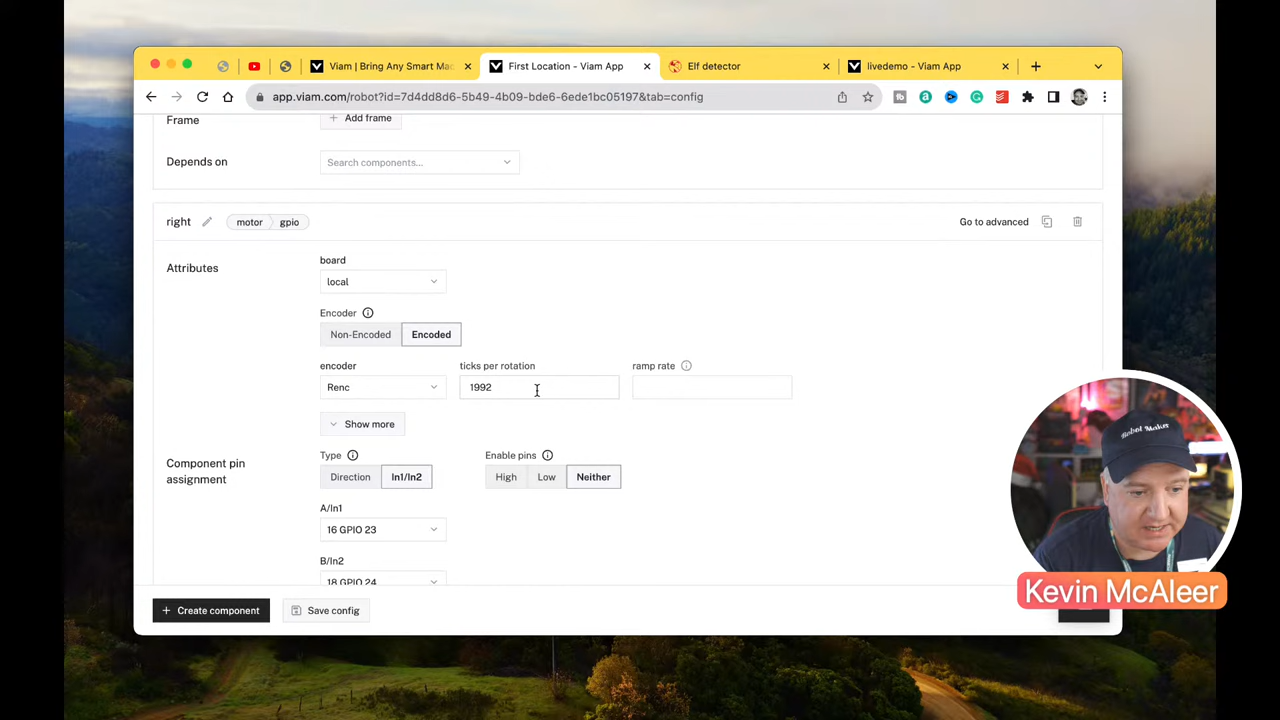 Viam | Bring Any Smart Mac
First Location - Viam App
Elf detector
livedemo - Viam App
app.viam.com/robot?id=7d4dd8d6-5b49-4b09-bde6-6ede1bc05197&tab=config
Frame
+ Add frame
Depends on
Search components...
right
motor
gpio
Go to advanced
Attributes
board
local
Encoder
Non-Encoded
Encoded
encoder
ticks per rotation
ramp rate
Renc
1992
Show more
Component pin
assignment
Type
Enable pins
Direction
In1/In2
High
Low
Neither
A/In1
16 GPIO 23
B/In2
18 GPIO 24
+ Create component
Save config
Robot Maker
Kevin McAleer